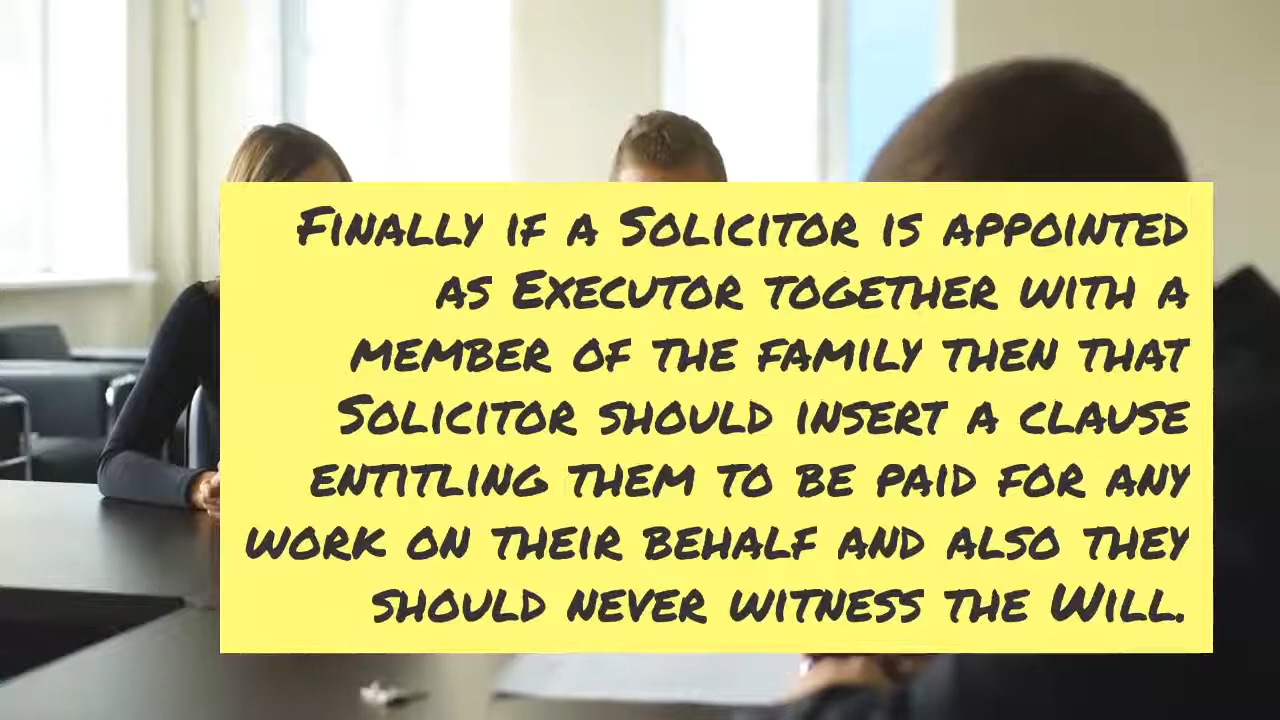 Finally if a Solicitor is appointed
as Executor together with a
member of the family then that
Solicitor should insert a clause
entitling them to be paid for any
work on their behalf and also they
should never witness the Will.